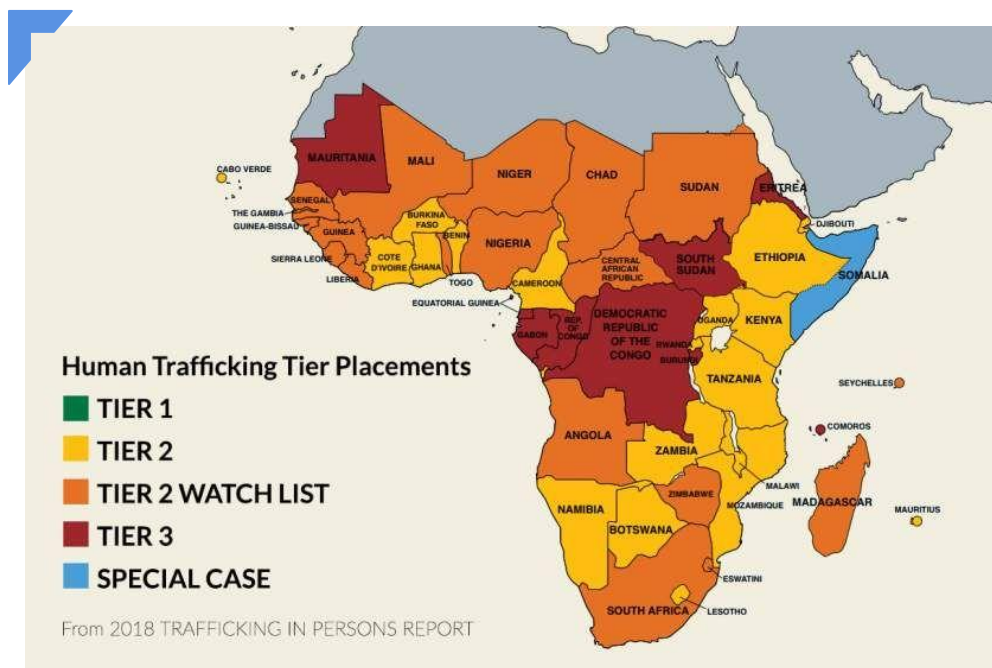 MAURITANIA
MALI
NIGER
CHAD
SUDAN
ERITREA
CABO VERDE
SENEGAL
THE GAMBIA
GUINEA-BISSAU
GUINEA
SIERRA LEONE
LIBERIA
COTE
D'IVOIRE
BURKINA
FASO
GHANA
BENIN
TOGO
NIGERIA
CAMEROON
EQUATORIAL GUINEA
CENTRAL
AFRICAN
REPUBLIC
SOUTH
SUDAN
DJIBOUTI
ETHIOPIA
SOMALIA
GABON
REP.
OF
CONGO
DEMOCRATIC
REPUBLIC
OF THE
CONGO
UGANDA
KENYA
RWANDA
BURUNDI
TANZANIA
SEYCHELLES
COMOROS
ANGOLA
ZAMBIA
MALAWI
MOZAMBIQUE
ZIMBABWE
MADAGASCAR
MAURITIUS
NAMIBIA
BOTSWANA
ESWATINI
SOUTH AFRICA
LESOTHO
Human Trafficking Tier Placements
TIER 1
TIER 2
TIER 2 WATCH LIST
TIER 3
SPECIAL CASE
From 2018 TRAFFICKING IN PERSONS REPORT